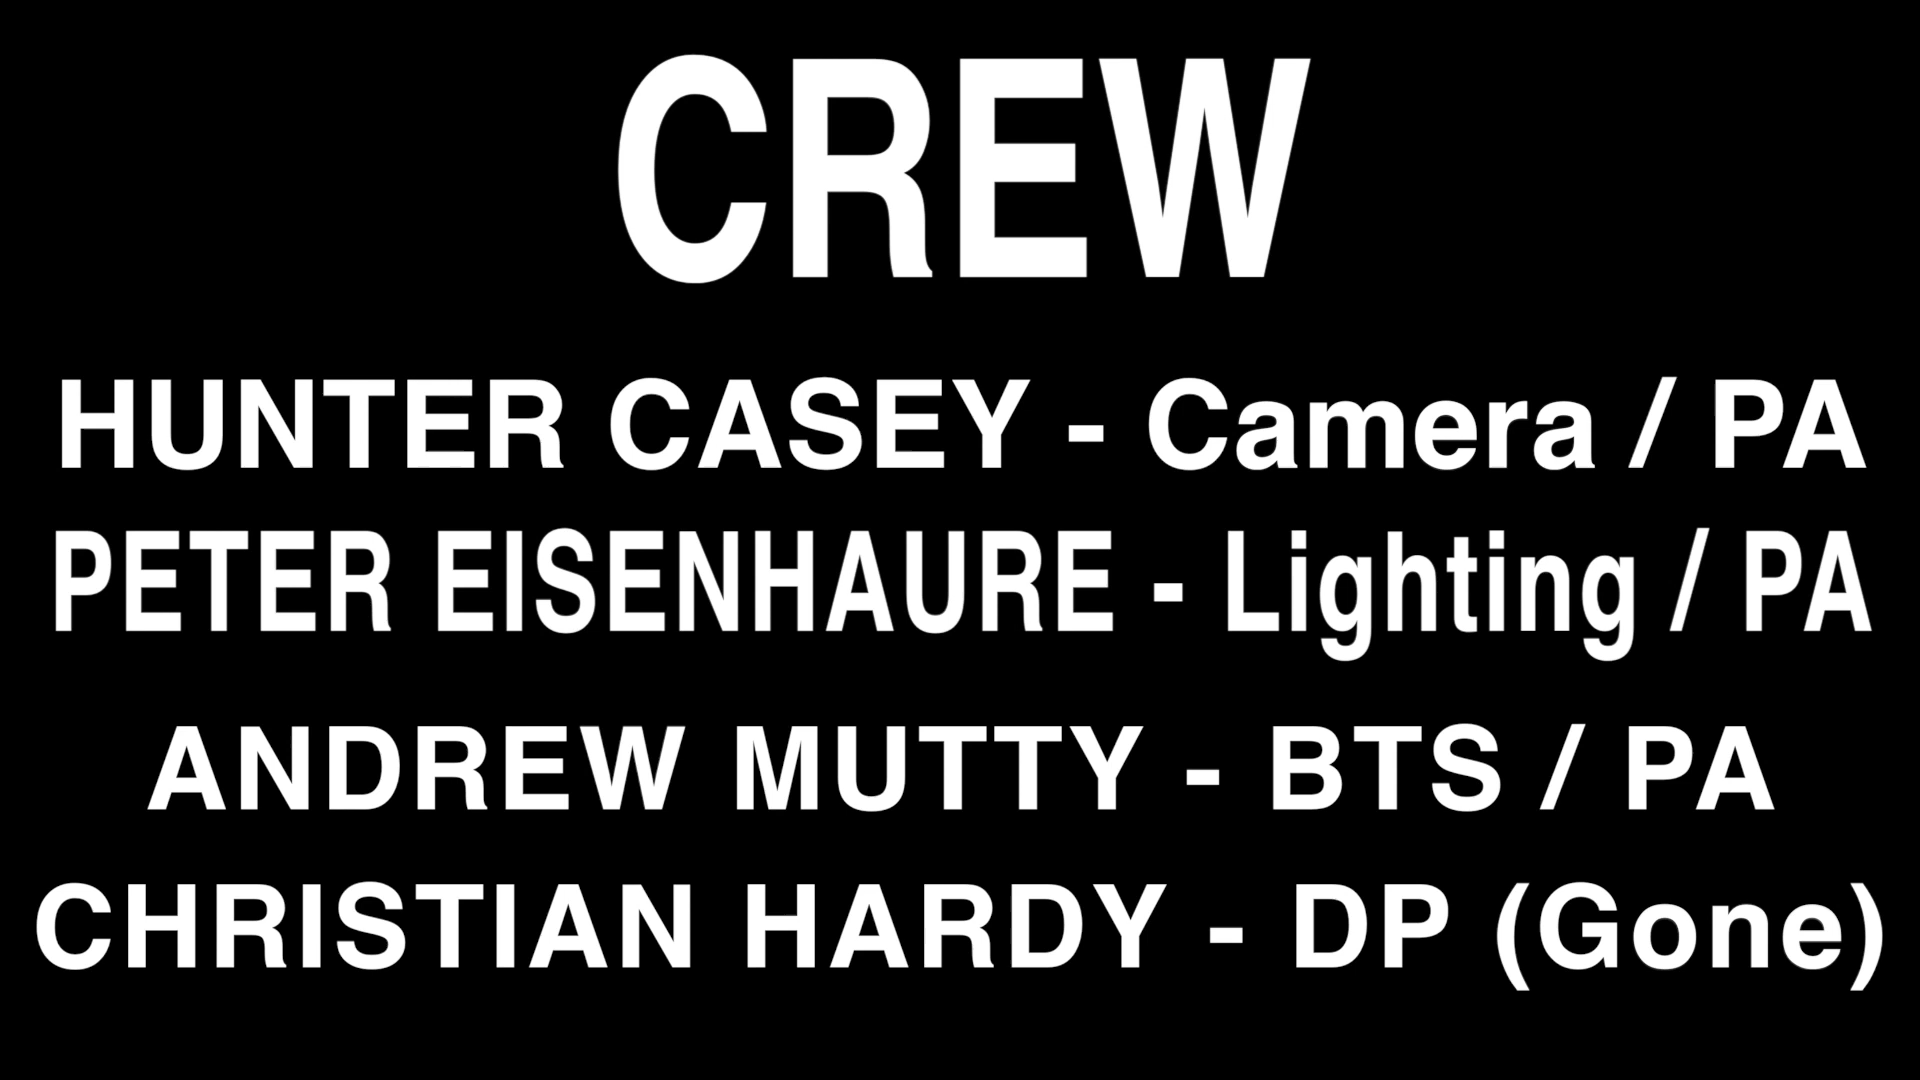 CREW
HUNTER CASEY - Camera / PA
PETER EISENHAURE - Lighting / PA
ANDREW MUTTY - BTS / PA
CHRISTIAN HARDY - DP (Gone)